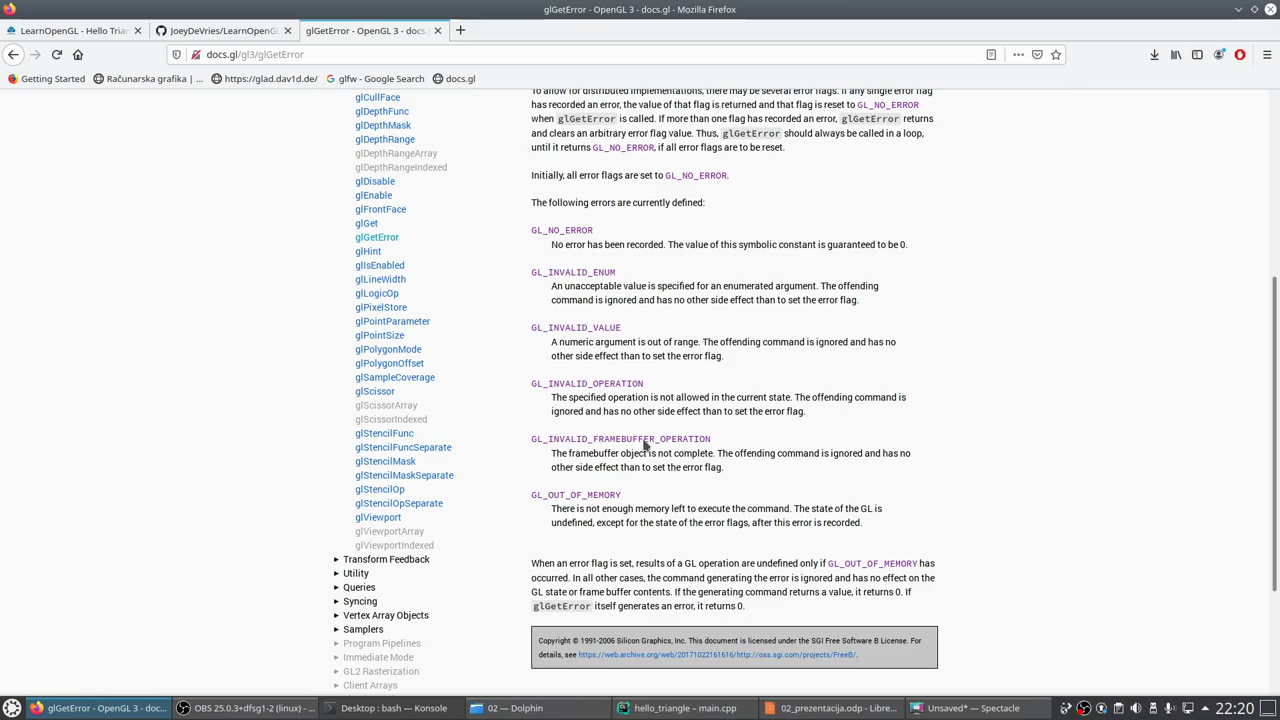 glGetError - OpenGL 3 - docs.gl - Mozilla Firefox
LearnOpenGL - Hello Trian
JoeyDeVries/LearnOpenGL
glGetError - OpenGL 3 - docs.
docs.gl/gl3/glGetError
Getting Started
Računarska grafika | ...
https://glad.dav1d.de/
glfw - Google Search
docs.gl
glCullFace
glDepthFunc
glDepthMask
glDepthRange
glDepthRangeArray
glDepthRangeIndexed
glDisable
glEnable
glFrontFace
glGet
glGetError
glHint
glIsEnabled
glLineWidth
glLogicOp
glPixelStore
glPointParameter
glPointSize
glPolygonMode
glPolygonOffset
glSampleCoverage
glScissor
glScissorArray
glScissorIndexed
glStencilFunc
glStencilFuncSeparate
glStencilMask
glStencilMaskSeparate
glStencilOp
glStencilOpSeparate
glViewport
glViewportArray
glViewportIndexed
Transform Feedback
Utility
Queries
Syncing
Vertex Array Objects
Samplers
Program Pipelines
Immediate Mode
GL2 Rasterization
Client Arrays
To allow for distributed implementations, there may be several error flags. If any single error flag
has recorded an error, the value of that flag is returned and that flag is reset to GL_NO_ERROR
when glGetError is called. If more than one flag has recorded an error, glGetError returns
and clears an arbitrary error flag value. Thus, glGetError should always be called in a loop,
until it returns GL_NO_ERROR, if all error flags are to be reset.
Initially, all error flags are set to GL_NO_ERROR.
The following errors are currently defined:
GL_NO_ERROR
No error has been recorded. The value of this symbolic constant is guaranteed to be 0.
GL_INVALID_ENUM
An unacceptable value is specified for an enumerated argument. The offending
command is ignored and has no other side effect than to set the error flag.
GL_INVALID_VALUE
A numeric argument is out of range. The offending command is ignored and has no
other side effect than to set the error flag.
GL_INVALID_OPERATION
The specified operation is not allowed in the current state. The offending command is
ignored and has no other side effect than to set the error flag.
GL_INVALID_FRAMEBUFFER_OPERATION
The framebuffer object is not complete. The offending command is ignored and has no
other side effect than to set the error flag.
GL_OUT_OF_MEMORY
There is not enough memory left to execute the command. The state of the GL is
undefined, except for the state of the error flags, after this error is recorded.
When an error flag is set, results of a GL operation are undefined only if GL_OUT_OF_MEMORY has
occurred. In all other cases, the command generating the error is ignored and has no effect on the
GL state or frame buffer contents. If the generating command returns a value, it returns 0. If
glGetError itself generates an error, it returns 0.
Copyright © 1991-2006 Silicon Graphics, Inc. This document is licensed under the SGI Free Software B License. For
details, see https://web.archive.org/web/20171022161616/http://oss.sgi.com/projects/FreeB/.
glGetError - OpenGL 3 - doc...
OBS 25.0.3+dfsg1-2 (linux) - ...
Desktop : bash — Konsole
02 — Dolphin
hello_triangle – main.cpp
02_prezentacija.odp - Libre...
Unsaved* — Spectacle
22:20